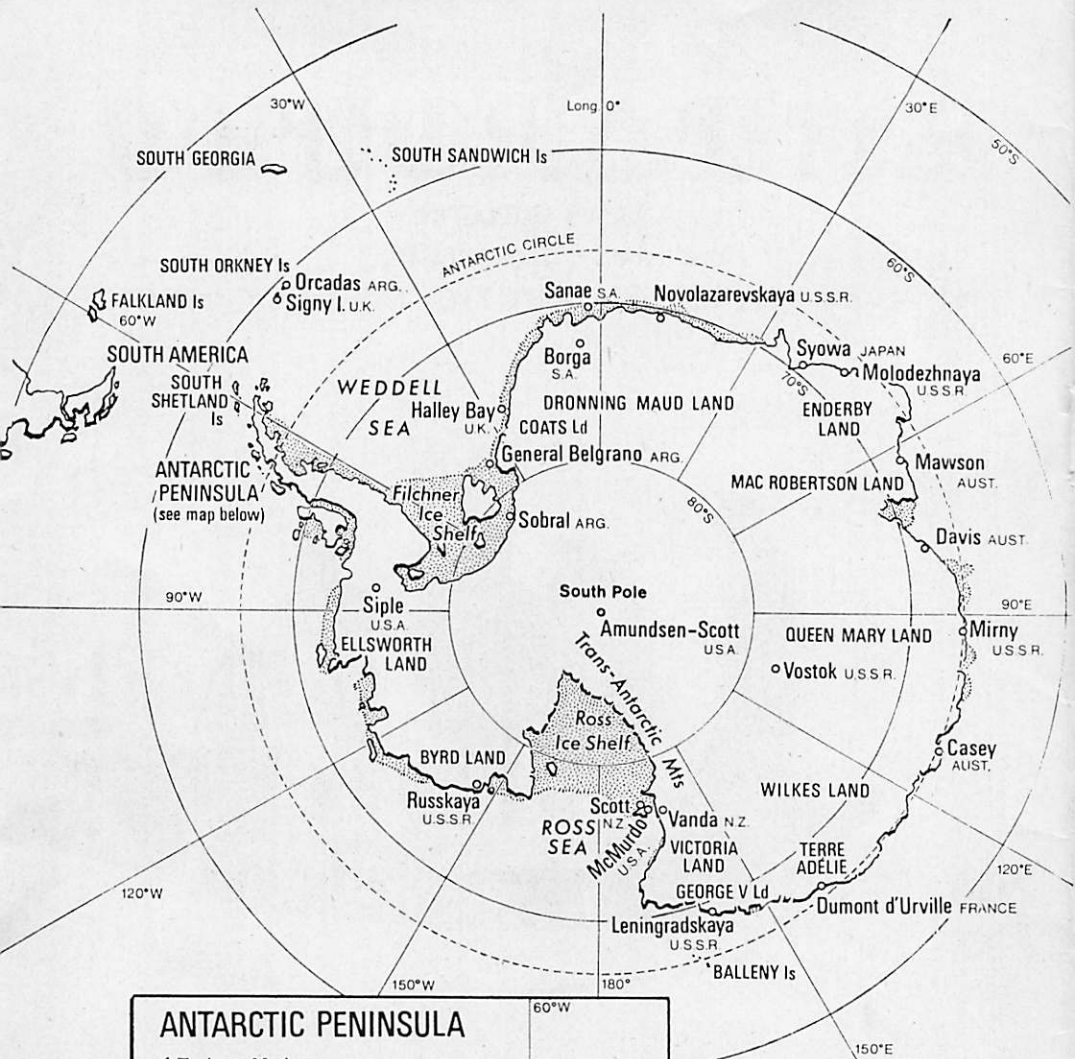 30°W
Long. 0°
30°E
50°S
SOUTH GEORGIA
SOUTH SANDWICH Is
ANTARCTIC CIRCLE
60°S
SOUTH ORKNEY Is
Orcadas ARG.
Signy I. U.K.
FALKLAND Is
60°W
SOUTH AMERICA
SOUTH
SHETLAND
Is
Sanae S.A.
Novolazarevskaya U.S.S.R.
Borga
S.A.
Syowa JAPAN
60°E
Molodezhnaya
U.S.S.R.
70°S
WEDDELL
SEA
Halley Bay
U.K.
DRONNING MAUD LAND
COATS Ld
ENDERBY
LAND
General Belgrano ARG.
ANTARCTIC
PENINSULA
(see map below)
Filchner
Ice
Shelf
Sobral ARG.
80°S
MAC ROBERTSON LAND
Mawson
AUST.
Davis AUST.
90°W
Siple
U.S.A.
ELLSWORTH
LAND
South Pole
Amundsen-Scott
USA
90°E
QUEEN MARY LAND
Mirny
U.S.S.R.
Vostok U.S.S.R.
Trans-Antarctic Mts
Ross
Ice Shelf
BYRD LAND
Russkaya
U.S.S.R.
Casey
AUST.
WILKES LAND
Scott
N.Z.
Vanda N.Z.
McMurdo
U.S.A.
ROSS
SEA
VICTORIA
LAND
TERRE
ADÉLIE
GEORGE V Ld
120°W
120°E
Dumont d'Urville FRANCE
Leningradskaya
U.S.S.R.
BALLENY Is
150°W
180°
150°E
ANTARCTIC PENINSULA
60°W